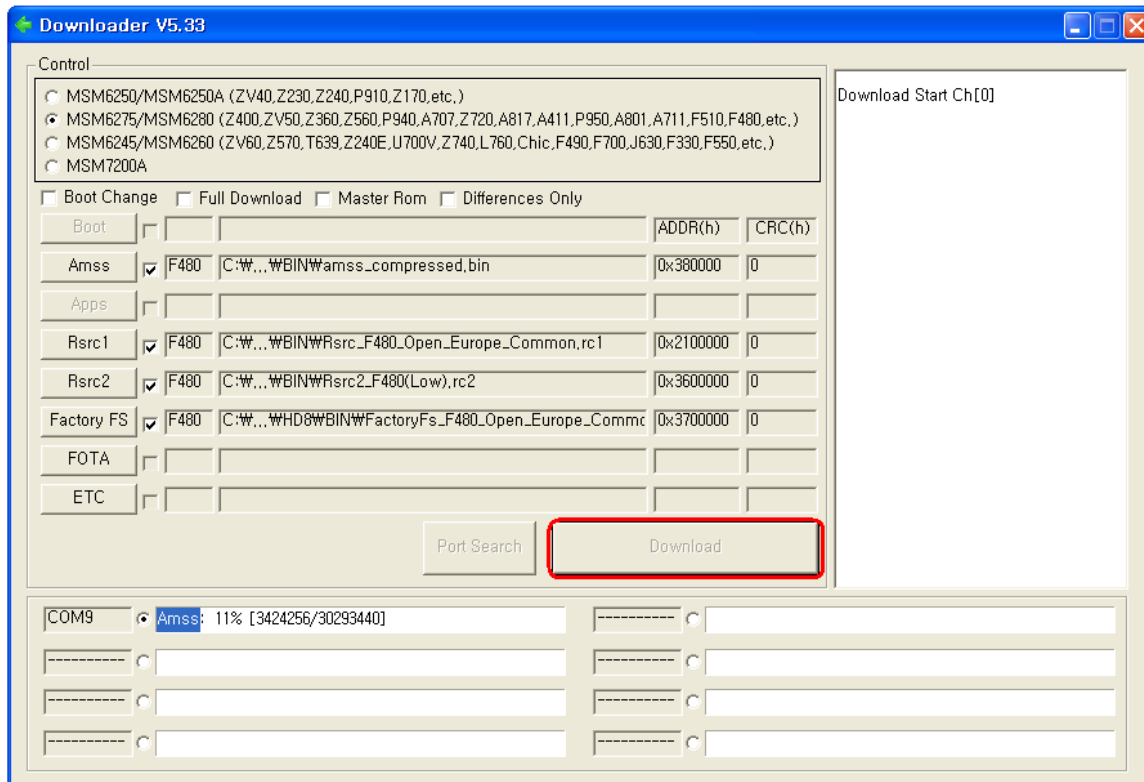 Downloader V5.33
Control
MSM6250/MSM6250A (ZV40,Z230,Z240,P910,Z170,etc.)
MSM6275/MSM6280 (Z400,ZV50,Z360,Z560,P940,A707,Z720,A817,A411,P950,A801,A711,F510,F480,etc.)
MSM6245/MSM6260 (ZV60,Z570,T639,Z240E,U700V,Z740,L760,Chic,F490,F700,J630,F330,F550,etc.)
MSM7200A
Boot Change Full Download Master Rom Differences Only
Boot ADDR(h) CRC(h)
Amss F480 C:₩,,,₩BIN₩amss_compressed,bin 0x380000 0
Apps
Rsrc1 F480 C:₩,,,₩BIN₩Rsrc_F480_Open_Europe_Common,rc1 0x2100000 0
Rsrc2 F480 C:₩,,,₩BIN₩Rsrc2_F480(Low),rc2 0x3600000 0
Factory FS F480 C:₩,,,₩HD8₩BIN₩FactoryFs_F480_Open_Europe_Commc 0x3700000 0
FOTA
ETC
Port Search Download
Download Start Ch[0]
COM9 Amss: 11% [3424256/30293440] ----------
---------- ----------
---------- ----------
---------- ----------